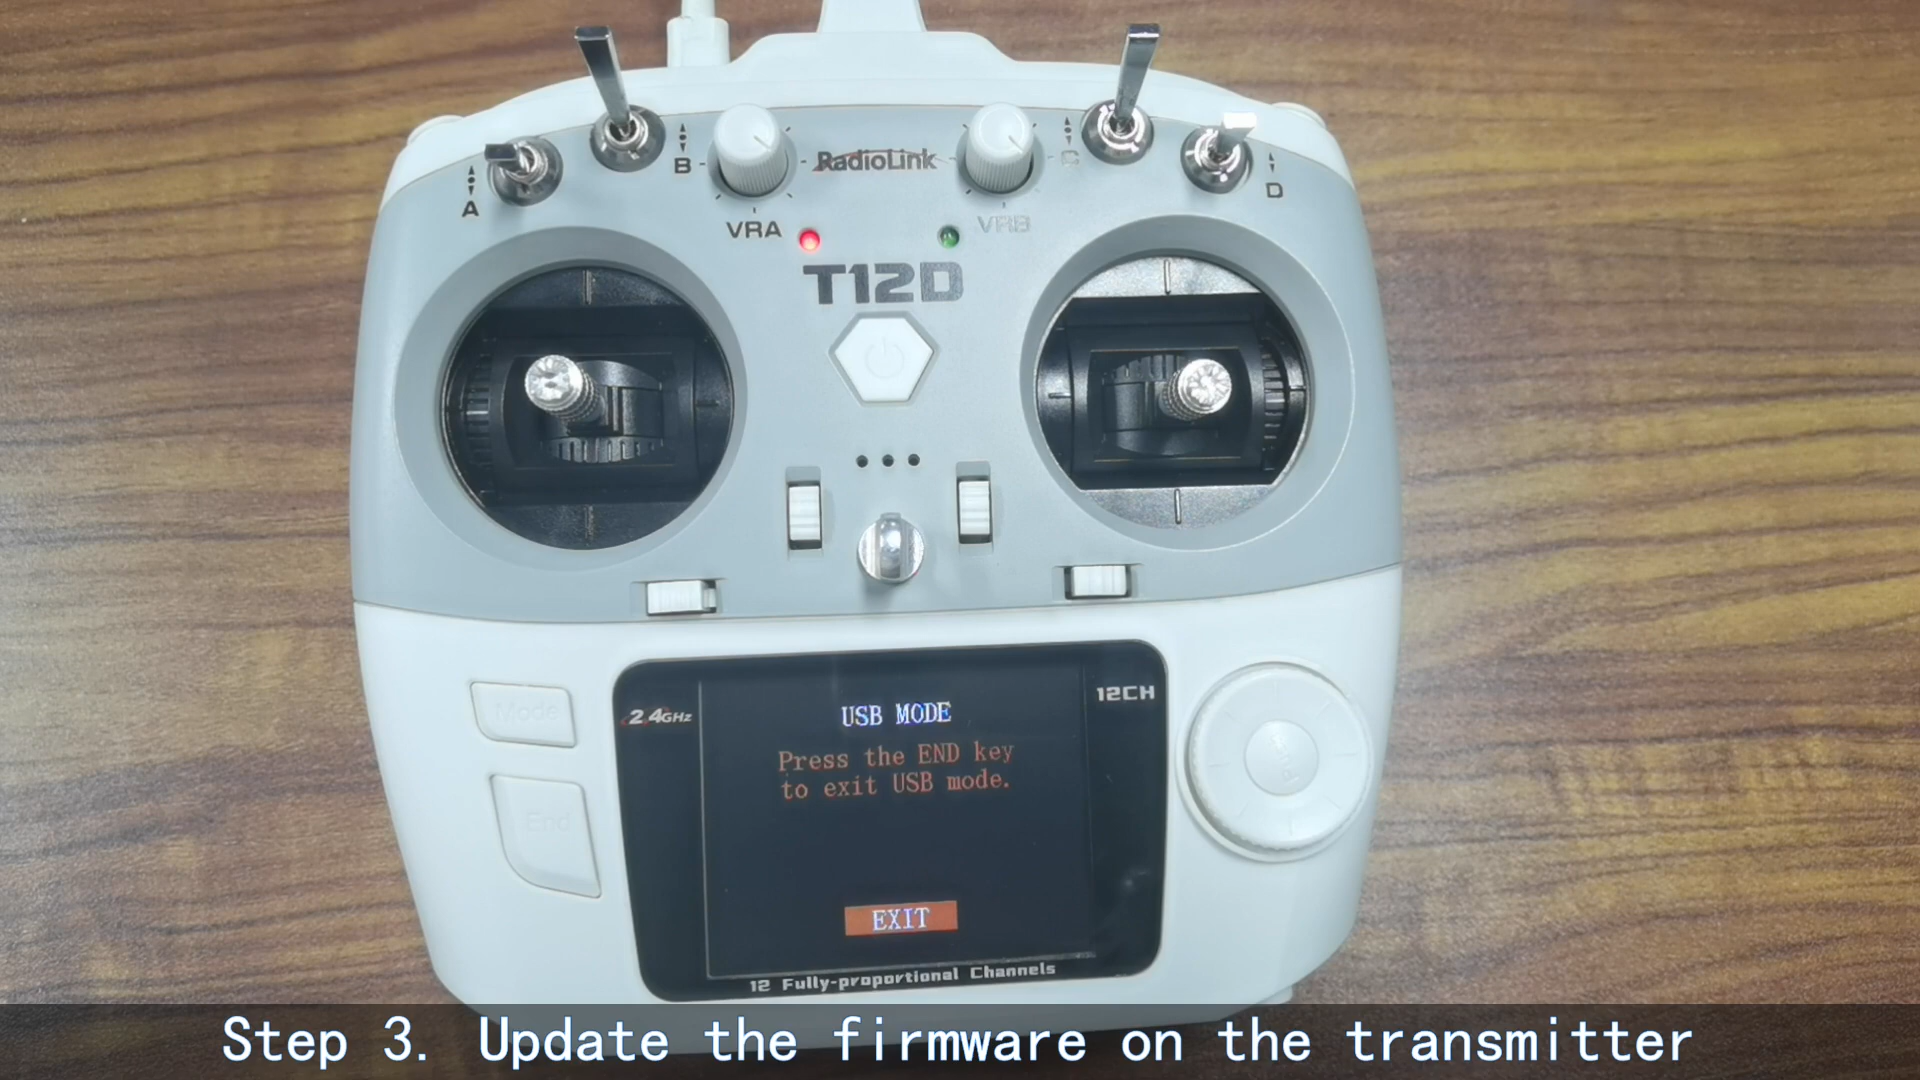 A
B
RadioLink
C
D
VRA
VRB
T12D
Mode
End
2.4GHz
12CH
USB MODE
Press the END key
to exit USB mode.
EXIT
12 Fully-proportional Channels
Step 3. Update the firmware on the transmitter